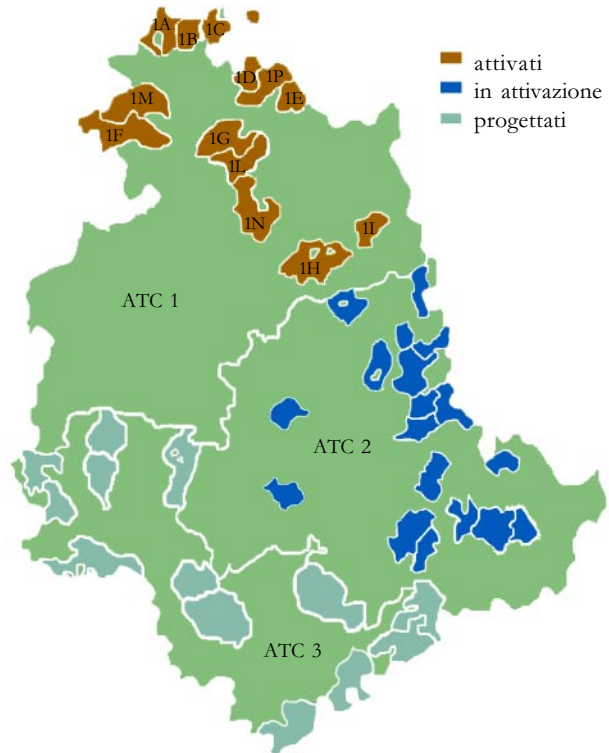 1A
1B
1C
1D
1P
1E
1M
1F
1G
1L
1N
1I
1H
attivati
in attivazione
progettati
ATC 1
ATC 2
ATC 3